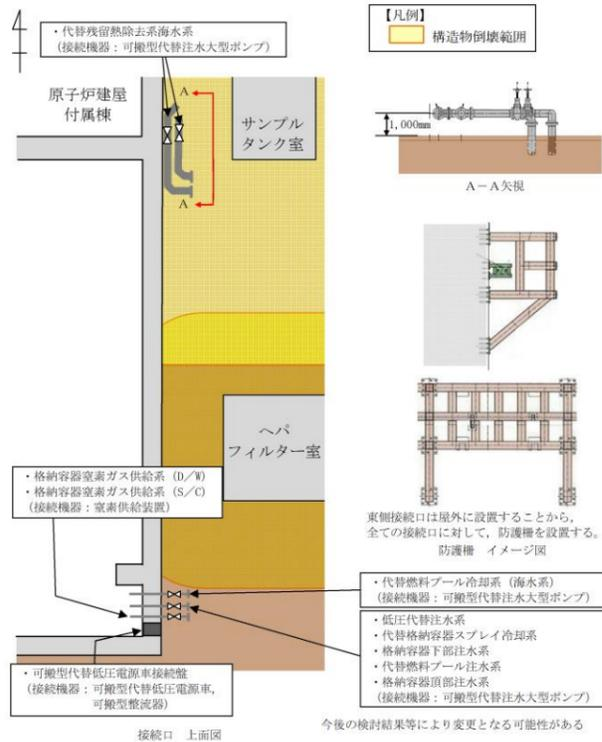 ・代替残留熱除去系海水系
(接続機器:可搬型代替注水大型ポンプ)
【凡例】
構造物倒壊範囲
原子炉建屋
付属棟
サンプル
タンク室
A
A
1,000mm
A-A矢視
ヘパ
フィルター室
・格納容器窒素ガス供給系(D/W)
・格納容器窒素ガス供給系(S/C)
(接続機器:窒素供給装置)
東側接続口は屋外に設置することから,
全ての接続口に対して,防護柵を設置する。
防護柵 イメージ図
・代替燃料プール冷却系(海水系)
(接続機器:可搬型代替注水大型ポンプ)
・低圧代替注水系
・代替格納容器スプレイ冷却系
・格納容器下部注水系
・代替燃料プール注水系
・格納容器頂部注水系
(接続機器:可搬型代替注水大型ポンプ)
・可搬型代替低圧電源車接続盤
(接続機器:可搬型代替低圧電源車,
可搬型整流器)
接続口 上面図
今後の検討結果等により変更となる可能性がある